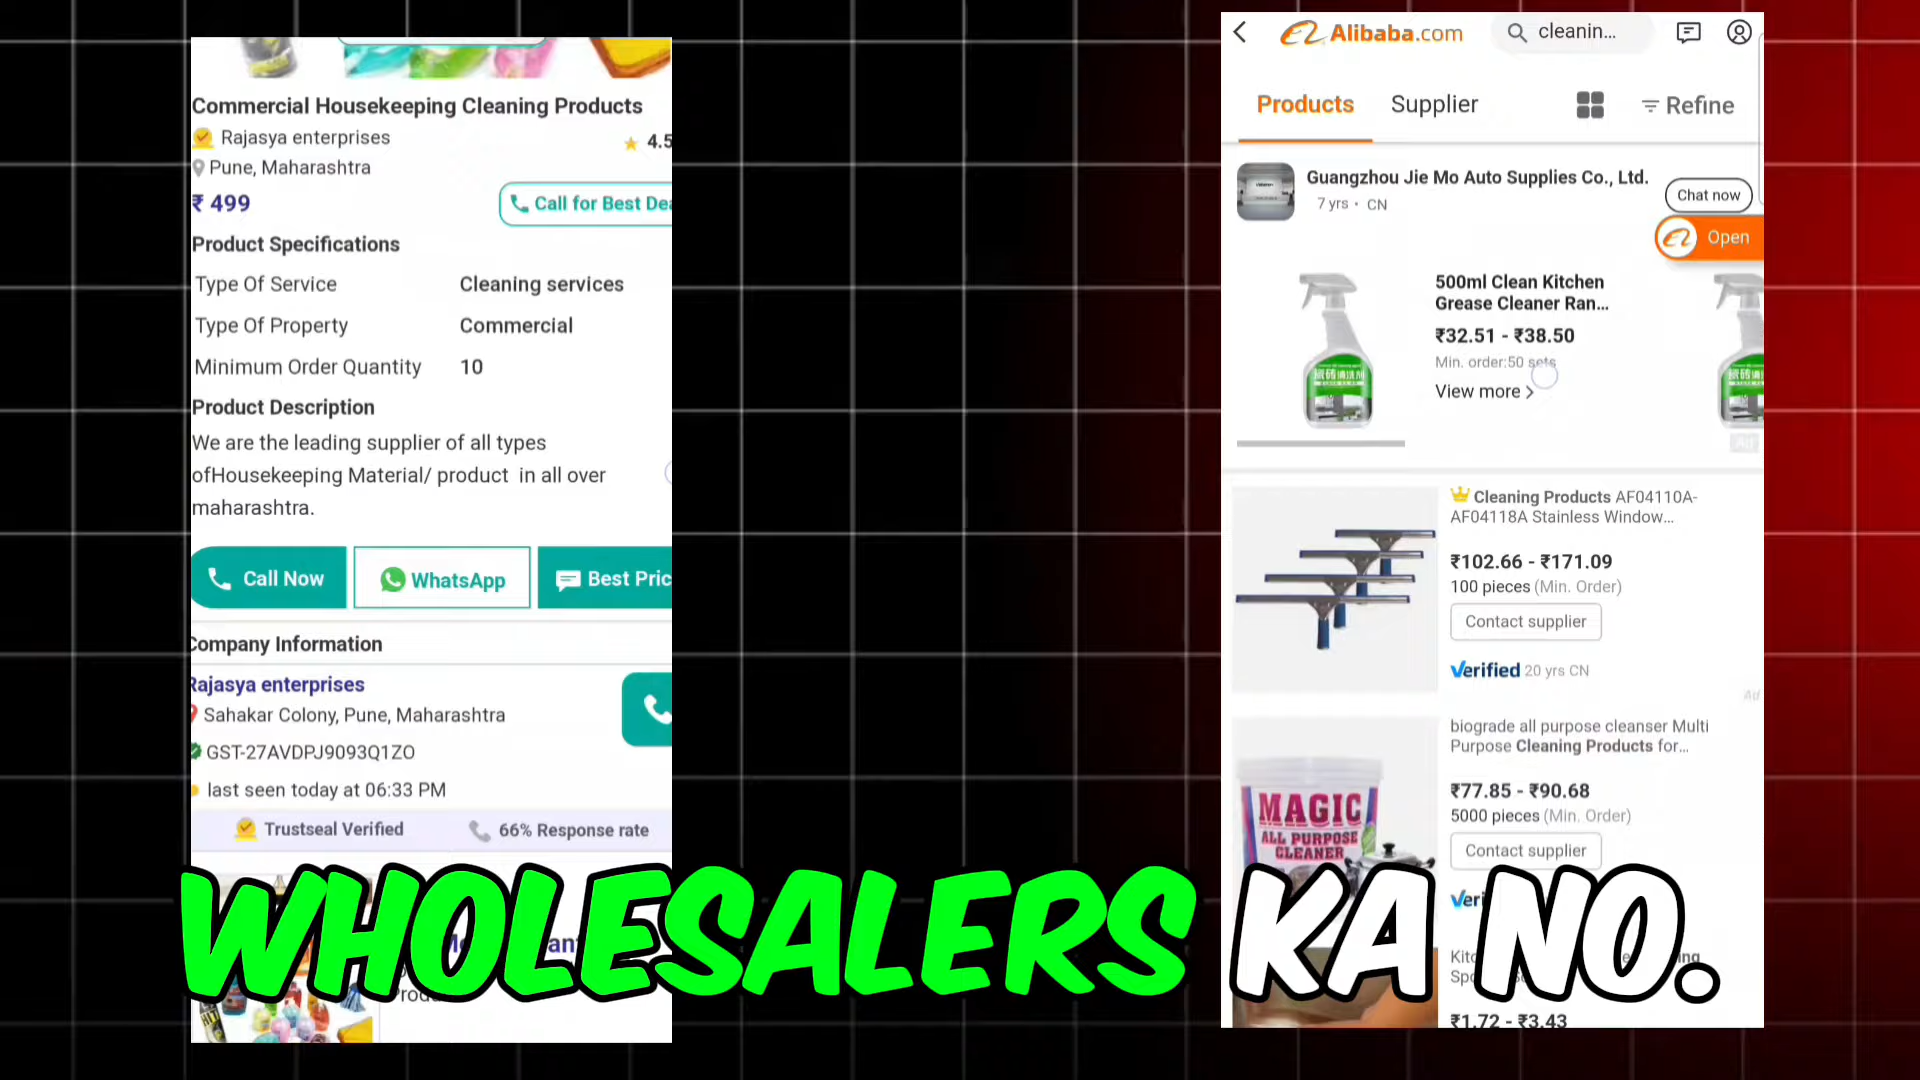 Commercial Housekeeping Cleaning Products
Rajasya enterprises
4.5
Pune, Maharashtra
₹ 499
Call for Best
Product Specifications
Type Of Service Cleaning services
Type Of Property Commercial
Minimum Order Quantity 10
Product Description
We are the leading supplier of all types
ofHousekeeping Material/ product in all over
maharashtra.
Call Now
WhatsApp
Best
Company Information
Rajasya enterprises
Sahakar Colony, Pune, Maharashtra
GST-27AVDPJ9093Q1ZO
last seen today at 06:33 PM
Trustseal Verified
66% Response rate
Alibaba.com
cleanin...
Products
Supplier
Refine
Guangzhou Jie Mo Auto Supplies Co., Ltd.
7 yrs • CN
Chat now
Open
500ml Clean Kitchen
Grease Cleaner Ran...
₹32.51 - ₹38.50
Min. order:50 sets
View more >
Ad
Cleaning Products AF04110A-
AF04118A Stainless Window...
₹102.66 - ₹171.09
100 pieces (Min. Order)
Contact supplier
Verified 20 yrs CN
Ad
biograde all purpose cleanser Multi
Purpose Cleaning Products for...
₹77.85 - ₹90.68
5000 pieces (Min. Order)
Contact supplier
MAGIC
ALL PURPOSE
CLEANER
₹1.72 - ₹3.43
WHOLESALERS KA NO.